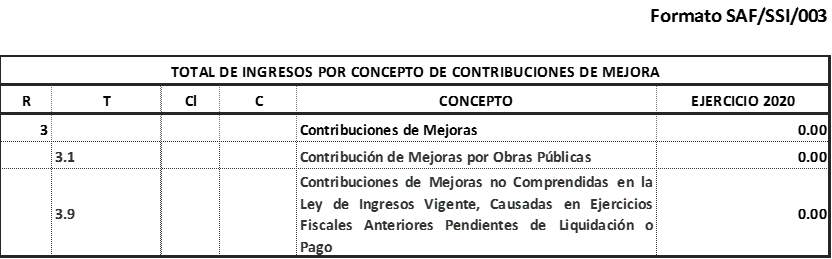 Formato SAF/SSI/003
TOTAL DE INGRESOS POR CONCEPTO DE CONTRIBUCIONES DE MEJORA
R T Cl C CONCEPTO EJERCICIO 2020
3 Contribuciones de Mejoras 0.00
3.1 Contribución de Mejoras por Obras Públicas 0.00
Contribuciones de Mejoras no Comprendidas en la
Ley de Ingresos Vigente, Causadas en Ejercicios
3.9 0.00
Fiscales Anteriores Pendientes de Liquidación o
Pago